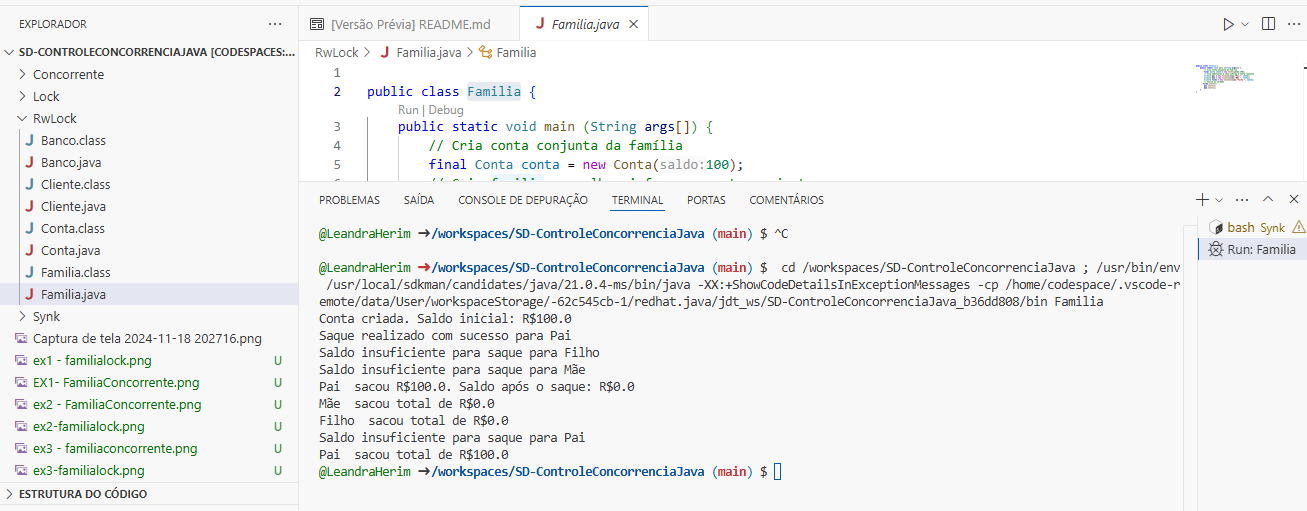 EXPLORADOR ···
SD-CONTROLECONCORRENCIAJAVA [CODESPACES:...
Concorrente
Lock
RwLock
Banco.class
Banco.java
Cliente.class
Cliente.java
Conta.class
Conta.java
Familia.class
Familia.java
Synk
Captura de tela 2024-11-18 202716.png
ex1 - familialock.png U
EX1- FamiliaConcorrente.png U
ex2 - FamiliaConcorrente.png U
ex2-familialock.png U
ex3 - familiaconcorrente.png U
ex3-familialock.png U
ESTRUTURA DO CÓDIGO
[Versão Prévia] README.md
Familia.java
RwLock > Familia.java > Familia
1
2 public class Familia {
Run | Debug
3 public static void main (String args[]) {
4 // Cria conta conjunta da família
5 final Conta conta = new Conta(saldo:100);
PROBLEMAS SAÍDA CONSOLE DE DEPURAÇÃO TERMINAL PORTAS COMENTÁRIOS
@LeandraHerim ➜/workspaces/SD-ControleConcorrenciaJava (main) $ ^C
@LeandraHerim ➜/workspaces/SD-ControleConcorrenciaJava (main) $  cd /workspaces/SD-ControleConcorrenciaJava ; /usr/bin/env
/usr/local/sdkman/candidates/java/21.0.4-ms/bin/java -XX:+ShowCodeDetailsInExceptionMessages -cp /home/codespace/.vscode-r
emote/data/User/workspaceStorage/-62c545cb-1/redhat.java/jdt_ws/SD-ControleConcorrenciaJava_b36dd808/bin Familia
Conta criada. Saldo inicial: R$100.0
Saque realizado com sucesso para Pai
Saldo insuficiente para saque para Filho
Saldo insuficiente para saque para Mãe
Pai  sacou R$100.0. Saldo após o saque: R$0.0
Mãe  sacou total de R$0.0
Filho  sacou total de R$0.0
Saldo insuficiente para saque para Pai
Pai  sacou total de R$100.0
@LeandraHerim ➜/workspaces/SD-ControleConcorrenciaJava (main) $
bash Synk
Run: Familia